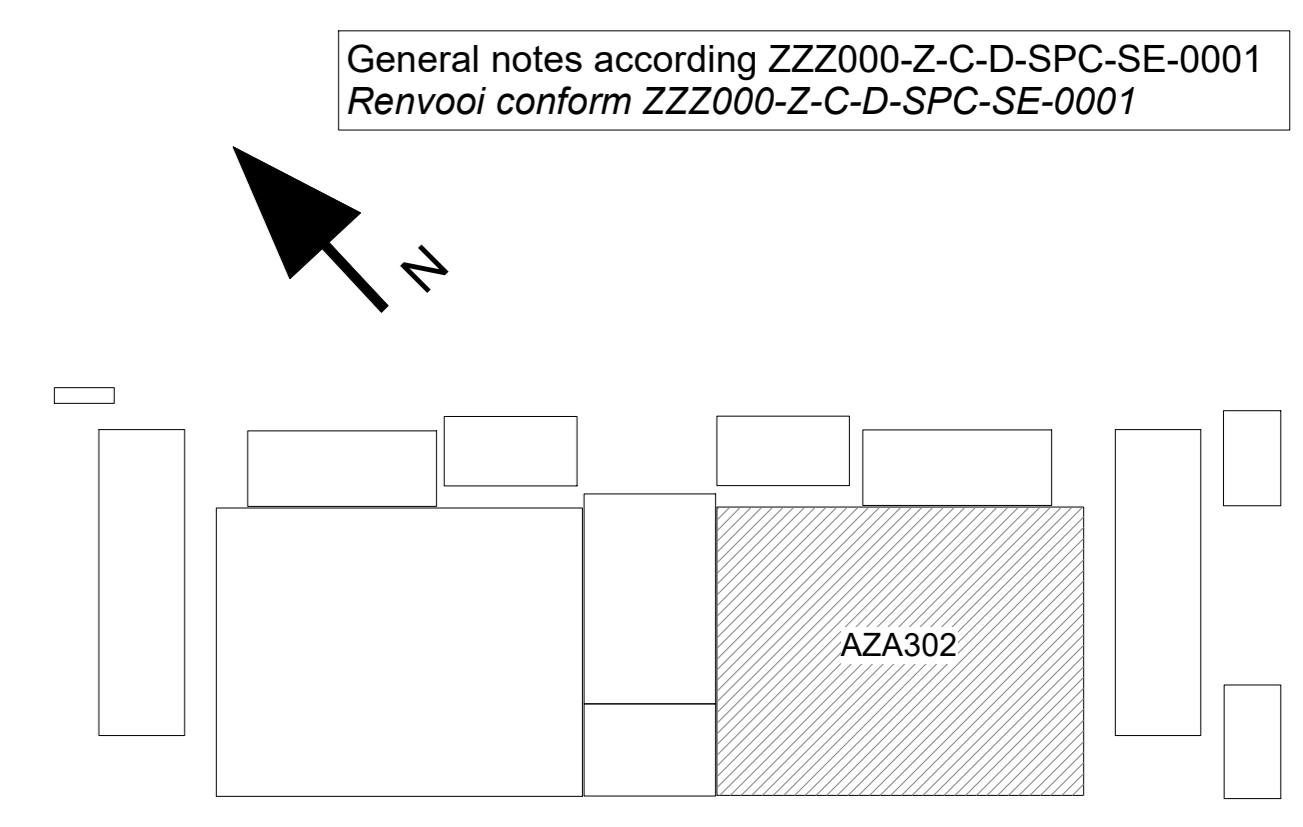 General notes according ZZZ000-Z-C-D-SPC-SE-0001
Renvooi conform ZZZ000-Z-C-D-SPC-SE-0001
N
AZA302